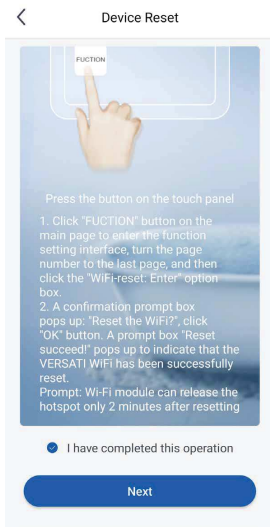 Device Reset
FUCTION
Press the button on the touch panel
1. Click "FUCTION" button on the
main page to enter the function
setting interface, turn the page
number to the last page, and then
click the "WiFi-reset: Enter" option
box.
2. A confirmation prompt box
pops up: "Reset the WiFi?", click
"OK" button. A prompt box "Reset
succeed!" pops up to indicate that the
VERSATI WiFi has been successfully
reset.
Prompt: Wi-Fi module can release the
hotspot only 2 minutes after resetting
I have completed this operation
Next